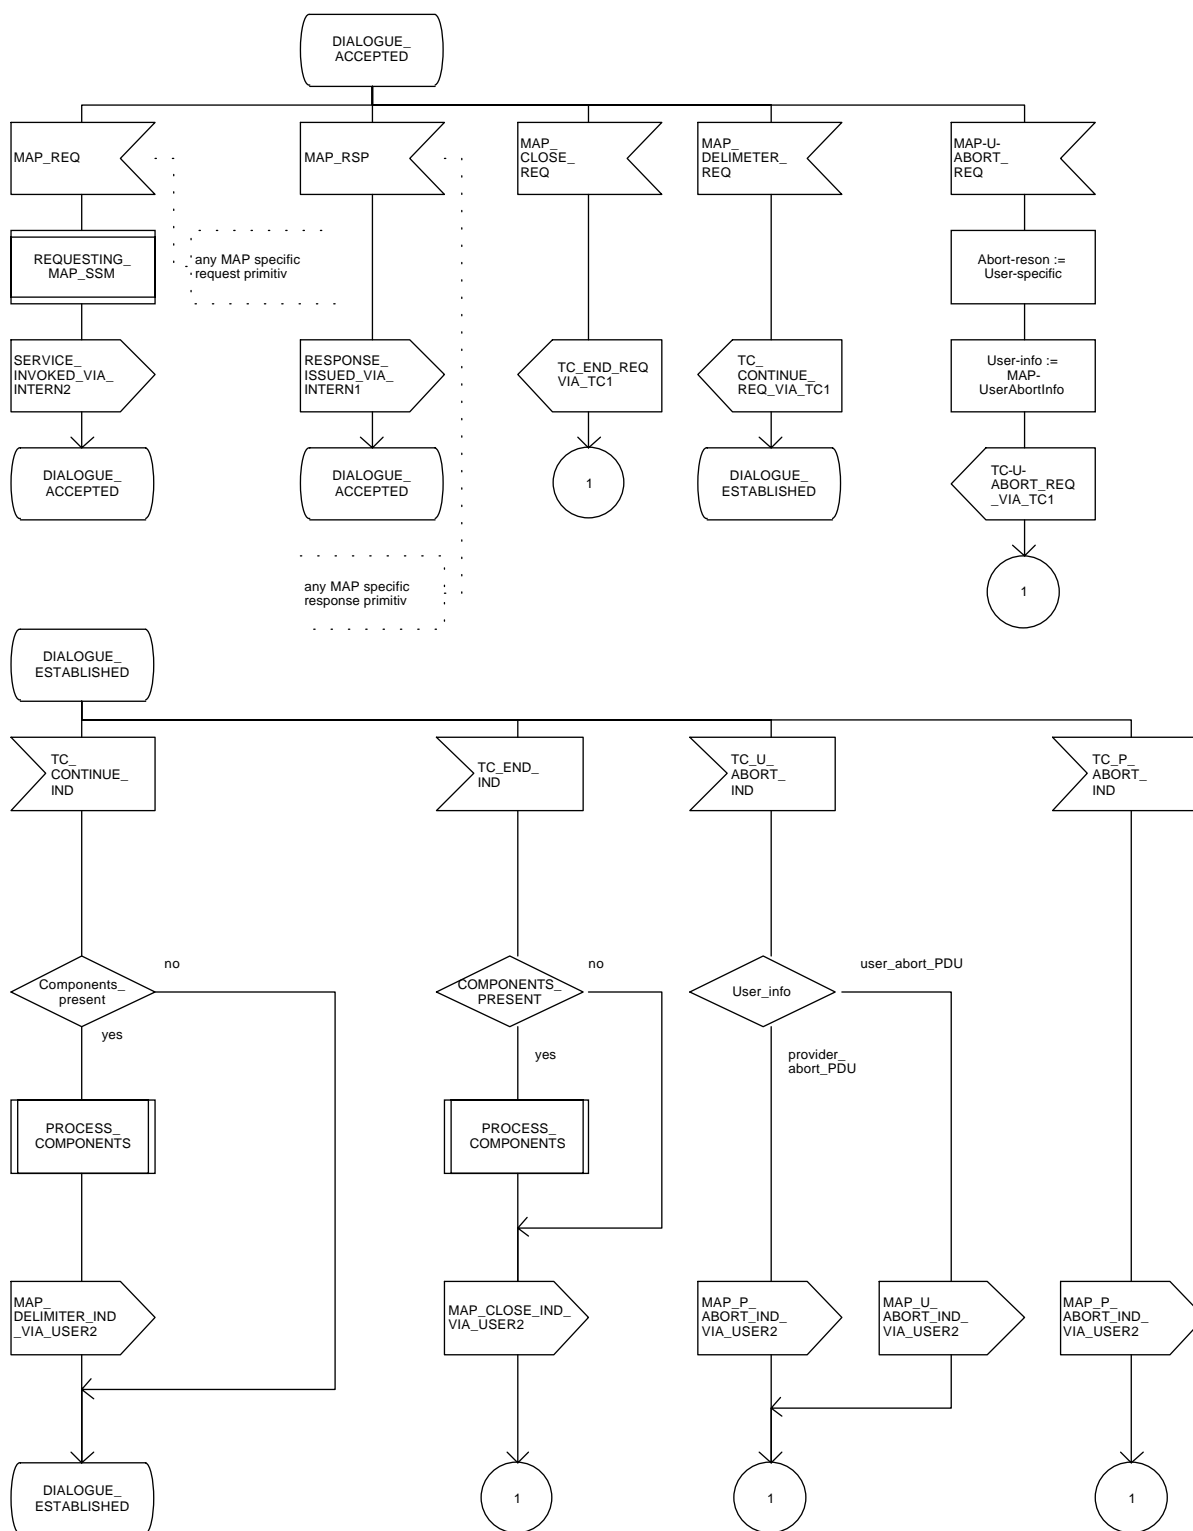 DIALOGUE_
ACCEPTED
MAP_REQ
MAP_RSP
MAP_
CLOSE_
REQ
MAP_
DELIMETER_
REQ
MAP-U-
ABORT_
REQ
REQUESTING_
MAP_SSM
any MAP specific
request primitiv
Abort-reson :=
User-specific
SERVICE_
INVOKED_VIA_
INTERN2
RESPONSE_
ISSUED_VIA_
INTERN1
TC_END_REQ
VIA_TC1
TC_
CONTINUE_
REQ_VIA_TC1
User-info :=
MAP-
UserAbortInfo
DIALOGUE_
ACCEPTED
DIALOGUE_
ACCEPTED
1
DIALOGUE_
ESTABLISHED
TC-U-
ABORT_REQ
_VIA_TC1
any MAP specific
response primitiv
1
DIALOGUE_
ESTABLISHED
TC_
CONTINUE_
IND
TC_END_
IND
TC_U_
ABORT_
IND
TC_P_
ABORT_
IND
no
no
user_abort_PDU
Components_
present
COMPONENTS_
PRESENT
User_info
yes
yes
provider_
abort_PDU
PROCESS_
COMPONENTS
PROCESS_
COMPONENTS
MAP_
DELIMITER_IND
_VIA_USER2
MAP_CLOSE_IND_
VIA_USER2
MAP_P_
ABORT_IND_
VIA_USER2
MAP_U_
ABORT_IND_
VIA_USER2
MAP_P_
ABORT_IND_
VIA_USER2
DIALOGUE_
ESTABLISHED
1
1
1